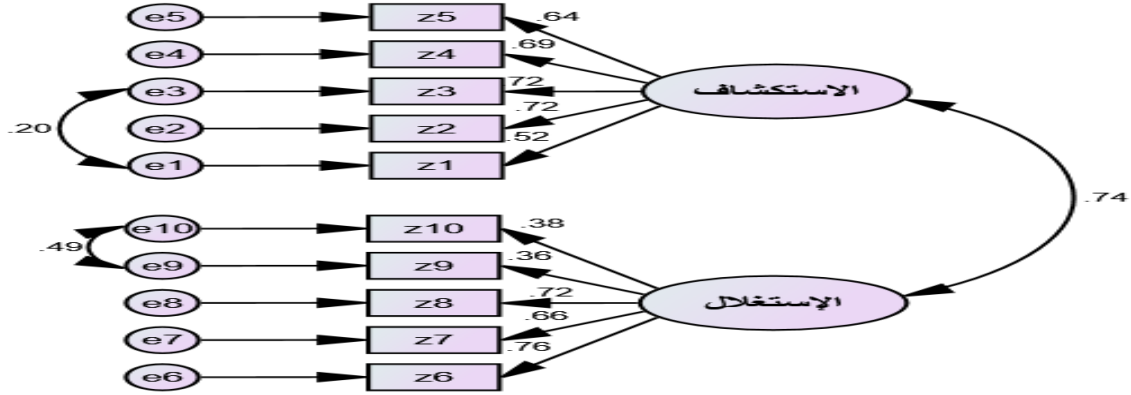 e5 z5 .64
e4 z4 .69
e3 z3 .72 الاستكشاف
.20 e2 z2 .72
e1 z1 .52
.74
e10 z10 .38
.49 e9 z9 .36
e8 z8 .72 الإستغلال
e7 z7 .66
e6 z6 .76